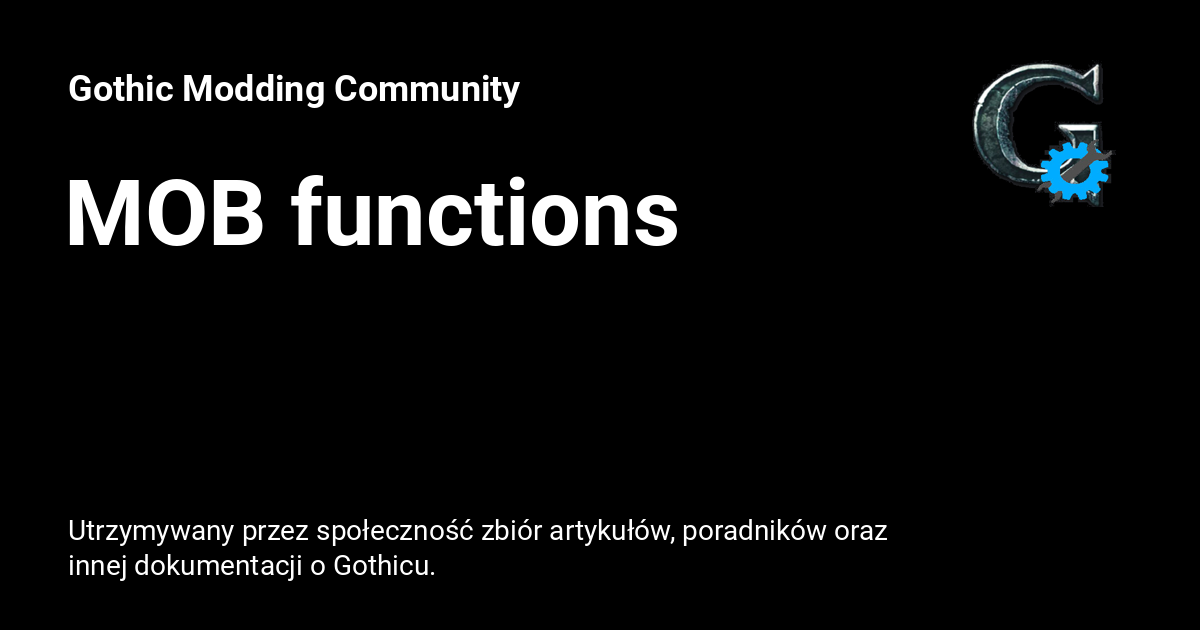 Gothic Modding Community
MOB functions
Utrzymywany przez społeczność zbiór artykułów, poradników oraz
innej dokumentacji o Gothicu.